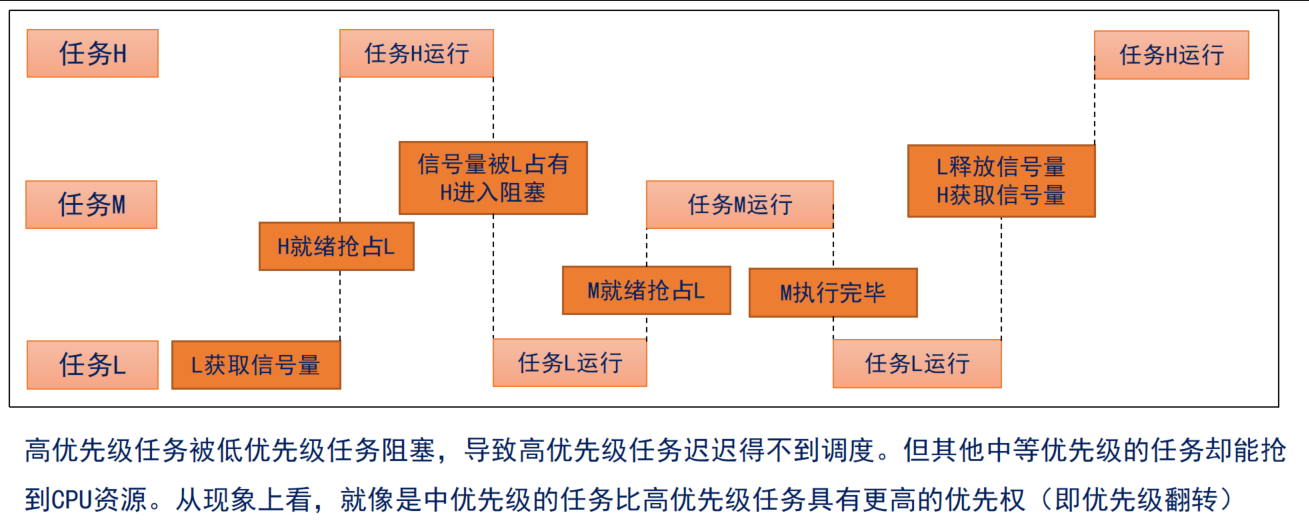 任务H
任务H运行
任务H运行
信号量被L占有
H进入阻塞
L释放信号量
H获取信号量
任务M
任务M运行
H就绪抢占L
M就绪抢占L
M执行完毕
任务L
L获取信号量
任务L运行
任务L运行
高优先级任务被低优先级任务阻塞，导致高优先级任务迟迟得不到调度。但其他中等优先级的任务却能抢
到CPU资源。从现象上看，就像是中优先级的任务比高优先级任务具有更高的优先权（即优先级翻转）